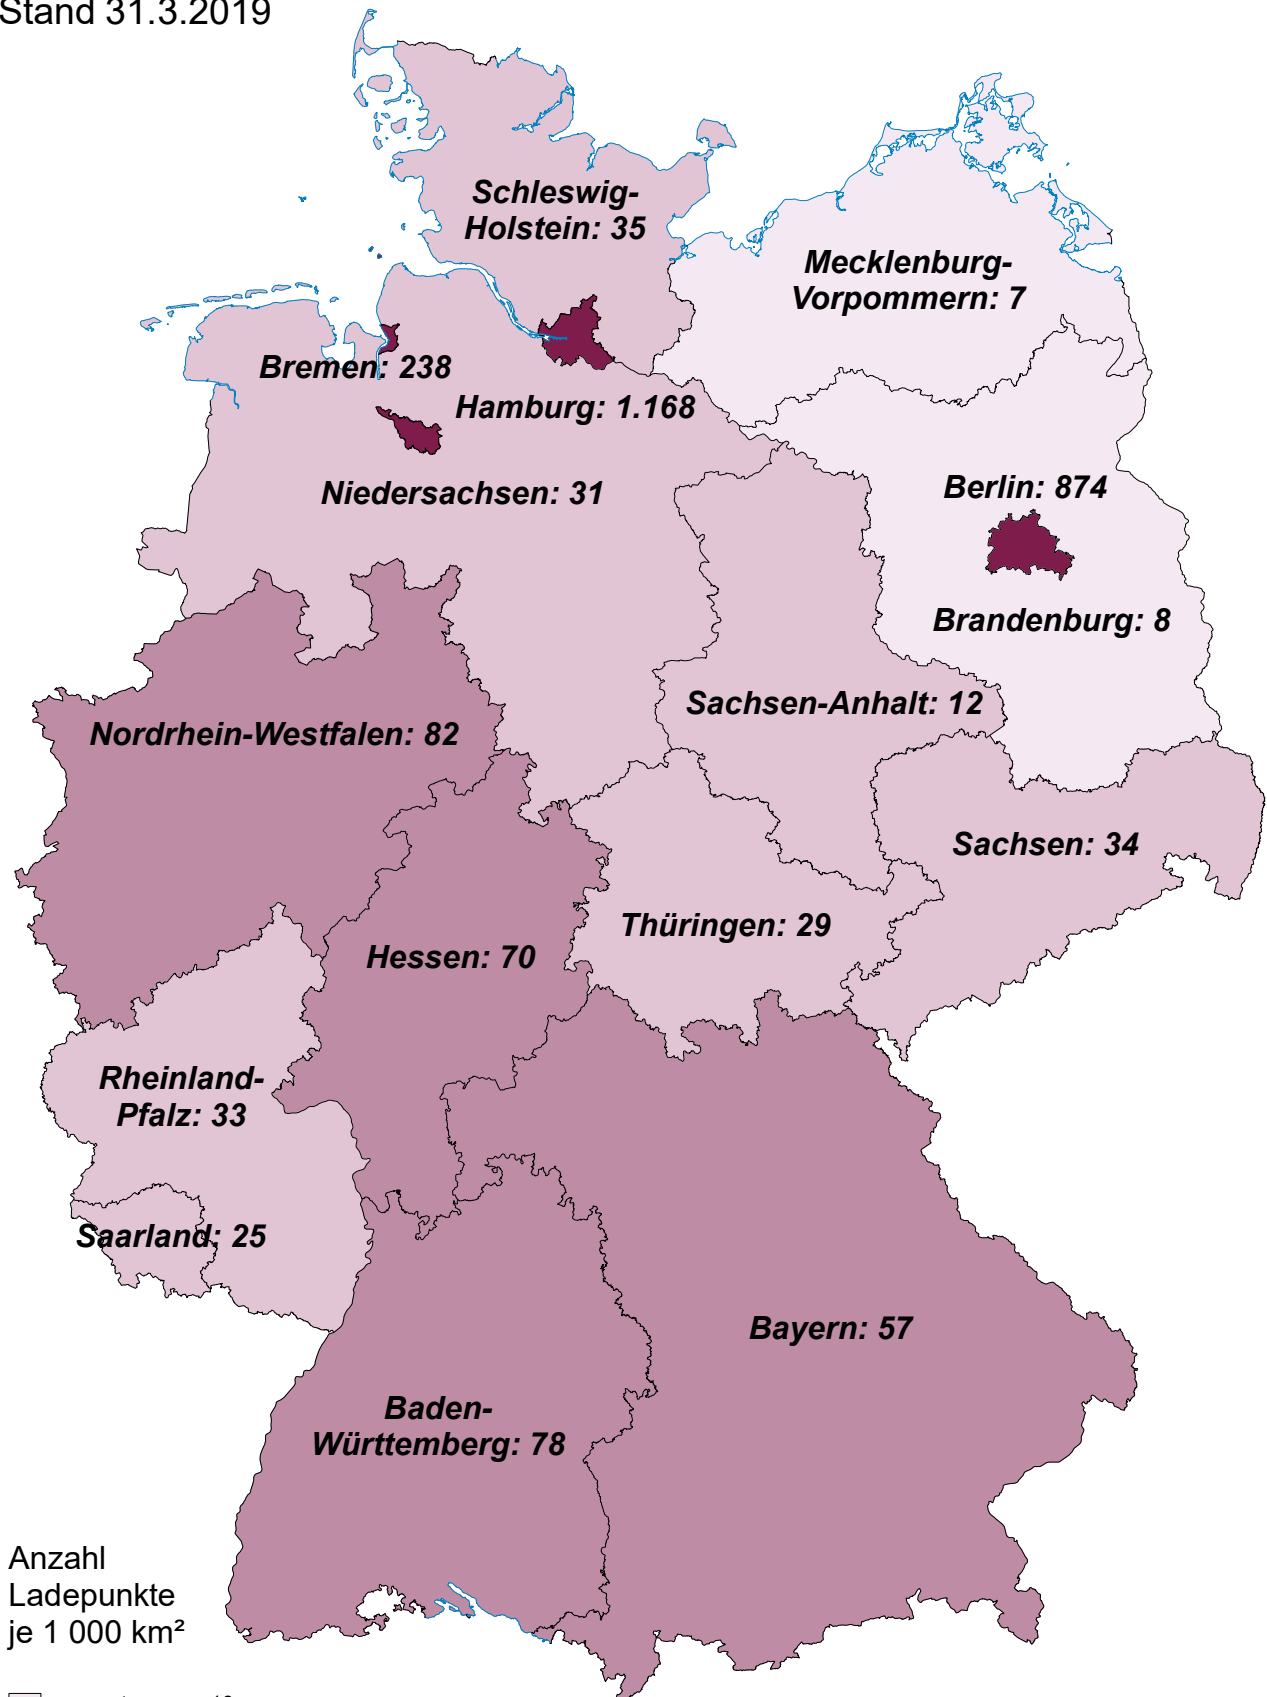 Stand 31.3.2019
Schleswig-
Holstein: 35
Mecklenburg-
Vorpommern: 7
Bremen: 238
Hamburg: 1.168
Niedersachsen: 31
Berlin: 874
Brandenburg: 8
Sachsen-Anhalt: 12
Nordrhein-Westfalen: 82
Sachsen: 34
Thüringen: 29
Hessen: 70
Rheinland-
Pfalz: 33
Saarland: 25
Bayern: 57
Baden-
Württemberg: 78
Anzahl
Ladepunkte
je 1 000 km²